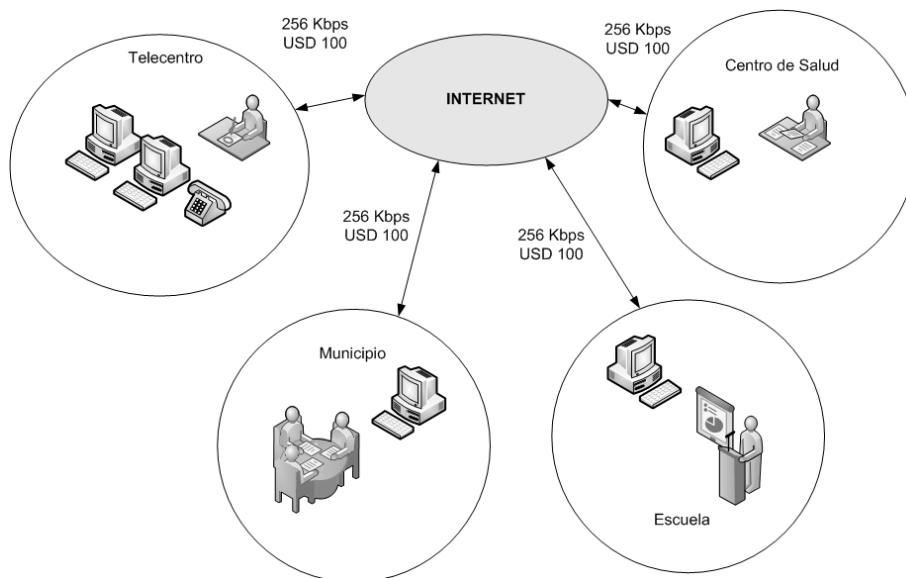 256 Kbps
USD 100
Telecentro
INTERNET
256 Kbps
USD 100
Centro de Salud
256 Kbps
USD 100
256 Kbps
USD 100
Municipio
Escuela